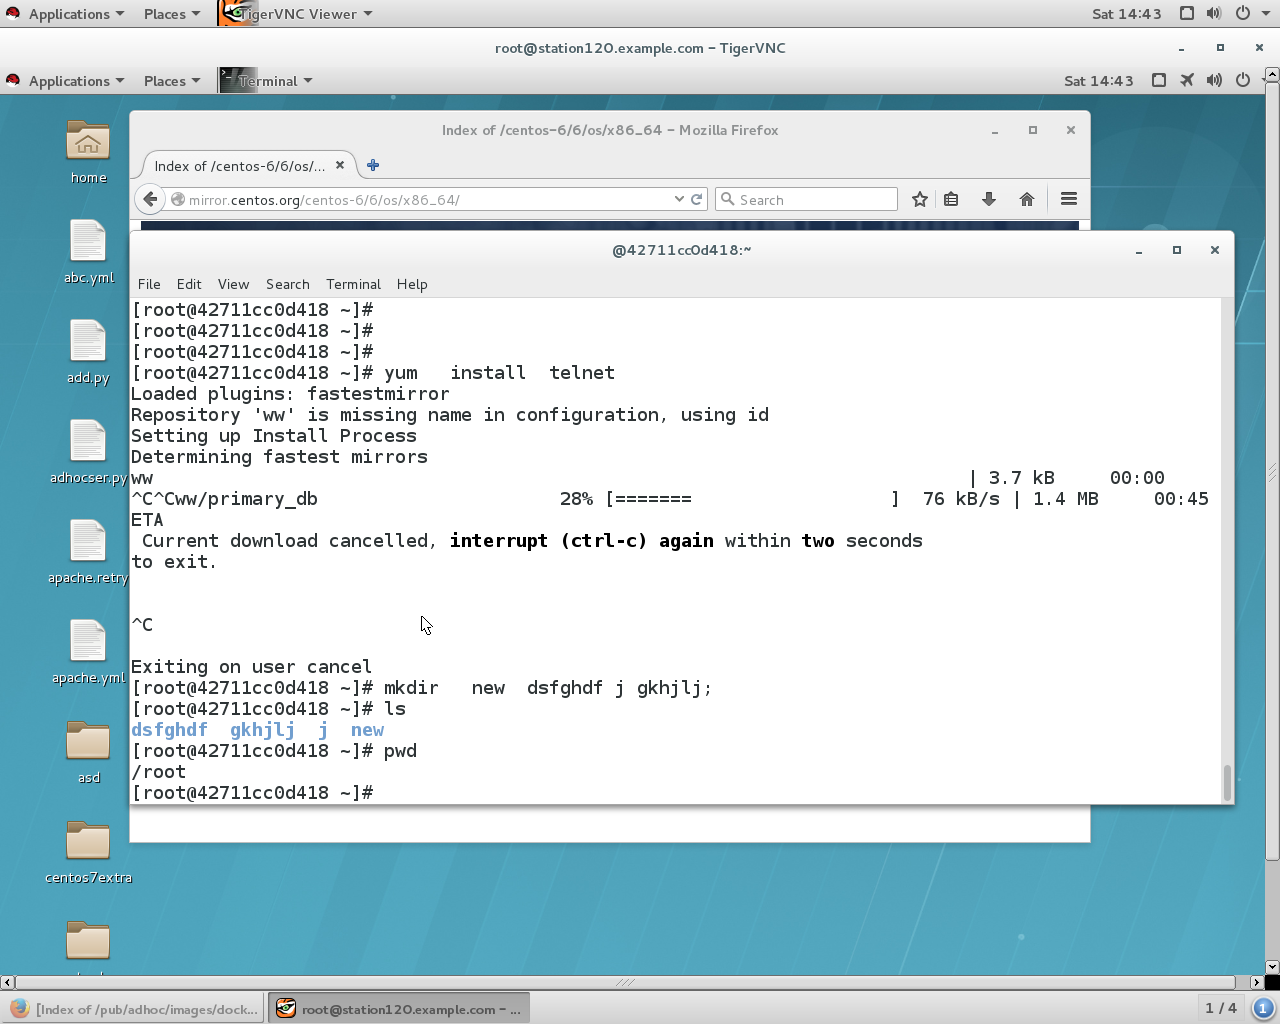 Applications Places TigerVNC Viewer Sat 14:43
root@station120.example.com - TigerVNC
Applications Places Terminal Sat 14:43
Index of /centos-6/6/os/x86_64 - Mozilla Firefox
Index of /centos-6/6/os/...
mirror.centos.org/centos-6/6/os/x86_64/ Search
home
abc.yml
add.py
adhocser.py
apache.retry
apache.yml
asd
centos7extra
@42711cc0d418:~
File Edit View Search Terminal Help
[root@42711cc0d418 ~]#
[root@42711cc0d418 ~]#
[root@42711cc0d418 ~]#
[root@42711cc0d418 ~]# yum   install  telnet
Loaded plugins: fastestmirror
Repository 'ww' is missing name in configuration, using id
Setting up Install Process
Determining fastest mirrors
ww | 3.7 kB     00:00
^C^Cww/primary_db 28% [======= ]  76 kB/s | 1.4 MB     00:45
ETA
Current download cancelled, interrupt (ctrl-c) again within two seconds
to exit.
^C
Exiting on user cancel
[root@42711cc0d418 ~]# mkdir   new  dsfghdf j gkhjlj;
[root@42711cc0d418 ~]# ls
dsfghdf  gkhjlj  j  new
[root@42711cc0d418 ~]# pwd
/root
[root@42711cc0d418 ~]#
[Index of /pub/adhoc/images/dock... root@station120.example.com - ... 1 / 4 1